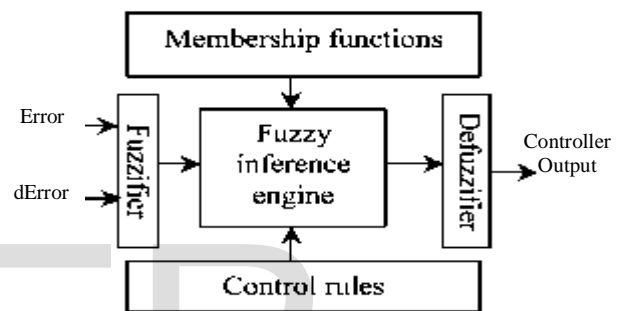 Membership functions
Error
dError
Fuzzifier
Fuzzy
inference
engine
Defuzzifier
Controller
Output
Control rules